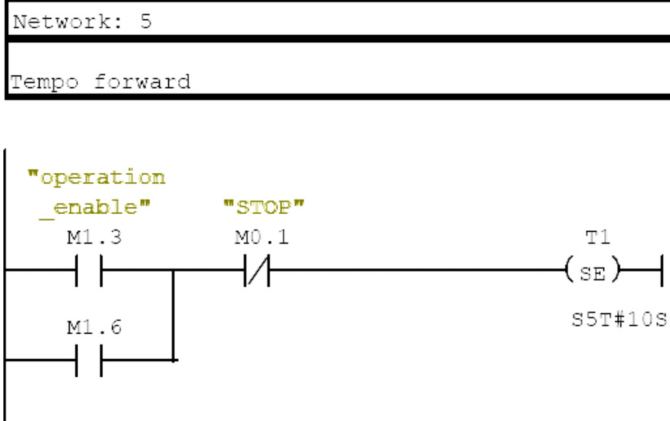 Network: 5
Tempo forward
"operation
_enable"
"STOP"
M1.3
M0.1
T1
SE
S5T#10S
M1.6